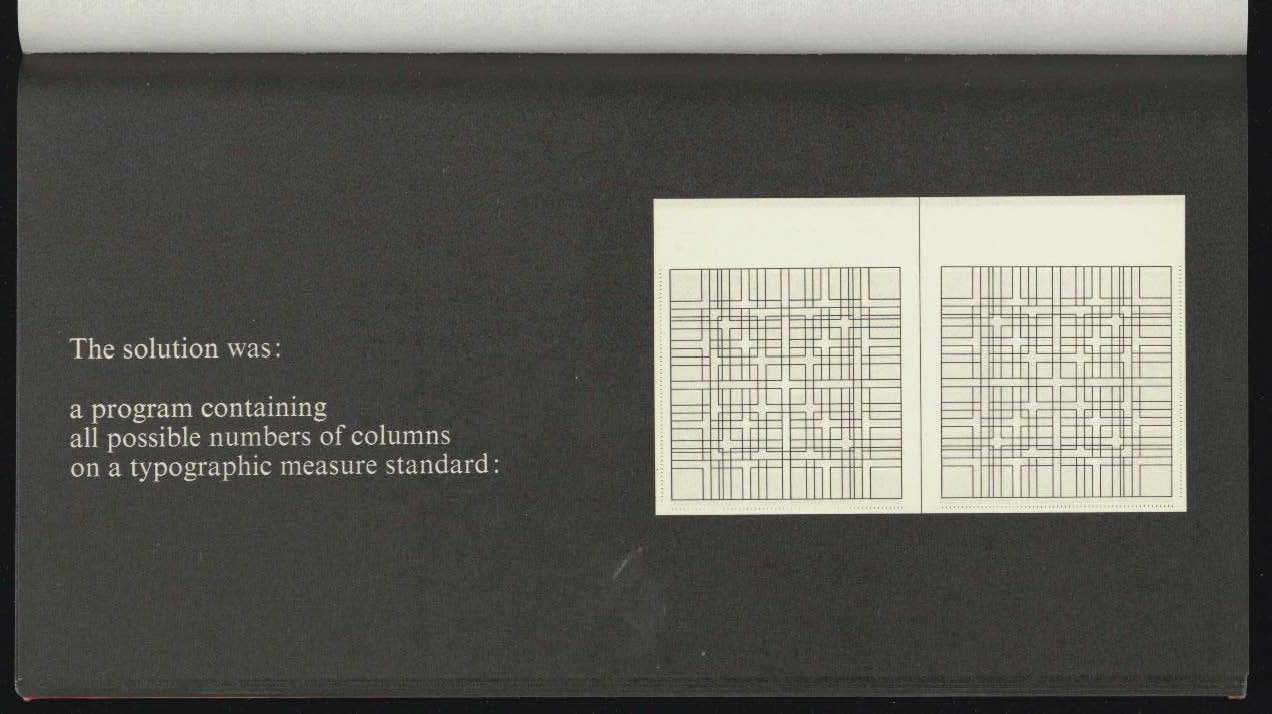 The solution was:
a program containing
all possible numbers of columns
on a typographic measure standard: